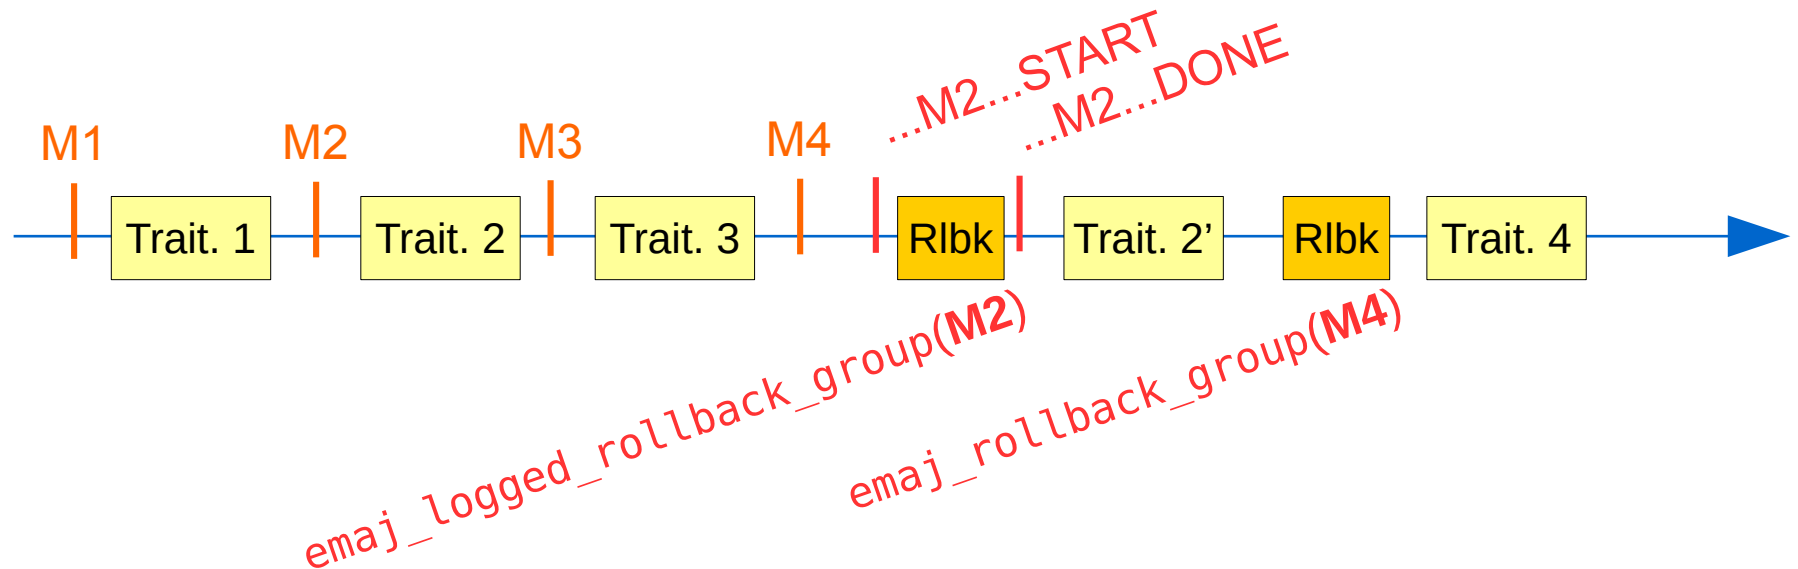 ...M2...START
...M2...DONE
M1
M2
M3
M4
Trait. 1
Trait. 2
Trait. 3
Rlbk
Trait. 2’
Rlbk
Trait. 4
emaj_logged_rollback_group(M2)
emaj_rollback_group(M4)